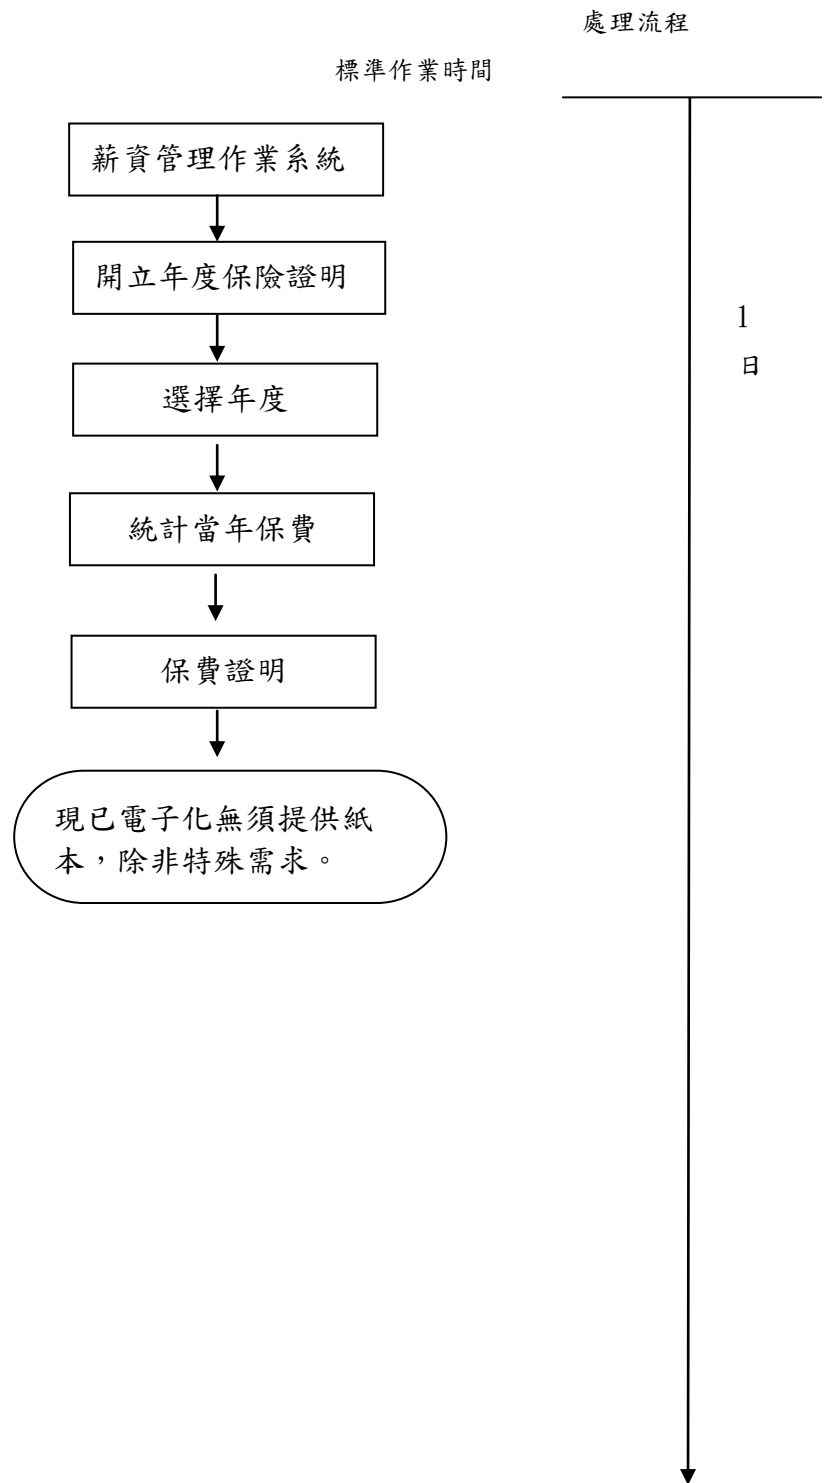 處理流程
標準作業時間
薪資管理作業系統
開立年度保險證明
1
日
選擇年度
統計當年保費
保費證明
現已電子化無須提供紙
本，除非特殊需求。